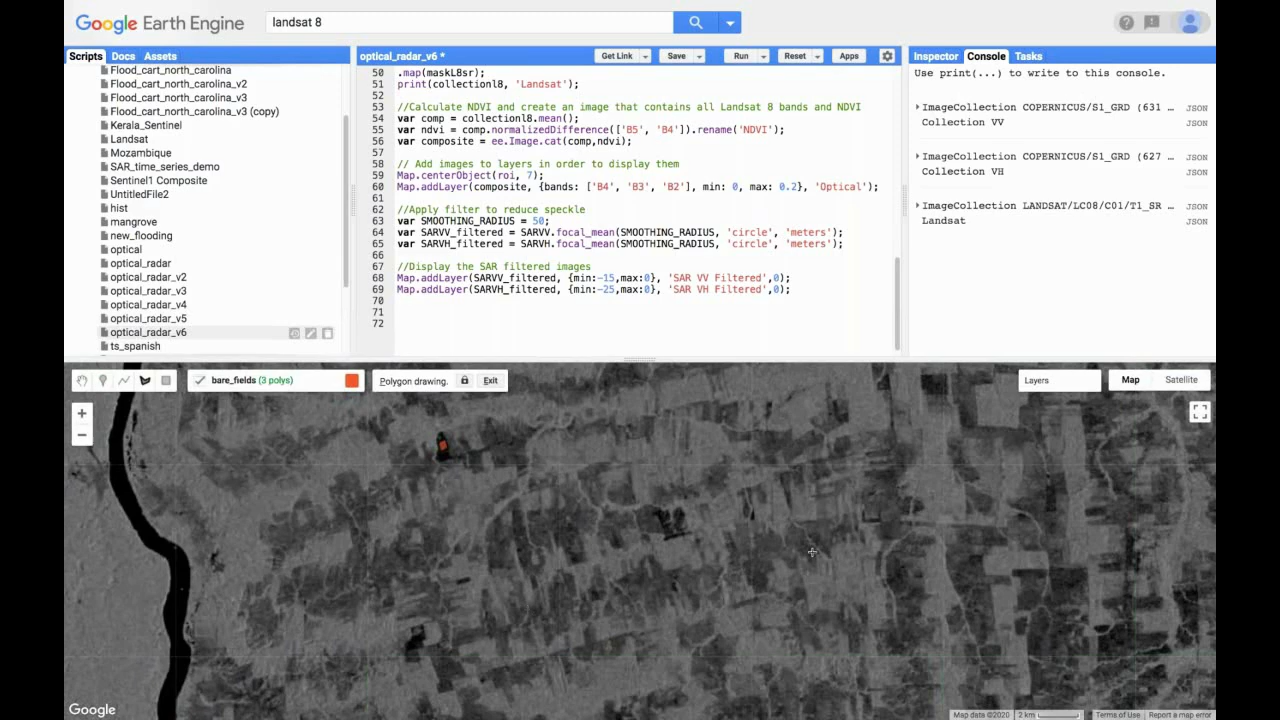 Google Earth Engine
landsat 8
Scripts Docs Assets
Flood_cart_north_carolina
Flood_cart_north_carolina_v2
Flood_cart_north_carolina_v3
Flood_cart_north_carolina_v3 (copy)
Kerala_Sentinel
Landsat
Mozambique
SAR_time_series_demo
Sentinel1 Composite
UntitledFile2
hist
mangrove
new_flooding
optical
optical_radar
optical_radar_v2
optical_radar_v3
optical_radar_v4
optical_radar_v5
optical_radar_v6
ts_spanish
optical_radar_v6 *
Get Link Save Run Reset Apps
50 .map(maskL8sr);
51 print(collectionl8, 'Landsat');
52
53 //Calculate NDVI and create an image that contains all Landsat 8 bands and NDVI
54 var comp = collectionl8.mean();
55 var ndvi = comp.normalizedDifference(['B5', 'B4']).rename('NDVI');
56 var composite = ee.Image.cat(comp,ndvi);
57
58 // Add images to layers in order to display them
59 Map.centerObject(roi, 7);
60 Map.addLayer(composite, {bands: ['B4', 'B3', 'B2'], min: 0, max: 0.2}, 'Optical');
61
62 //Apply filter to reduce speckle
63 var SMOOTHING_RADIUS = 50;
64 var SARVV_filtered = SARVV.focal_mean(SMOOTHING_RADIUS, 'circle', 'meters');
65 var SARVH_filtered = SARVH.focal_mean(SMOOTHING_RADIUS, 'circle', 'meters');
66
67 //Display the SAR filtered images
68 Map.addLayer(SARVV_filtered, {min:-15,max:0}, 'SAR VV Filtered',0);
69 Map.addLayer(SARVH_filtered, {min:-25,max:0}, 'SAR VH Filtered',0);
70
71
72
Inspector Console Tasks
Use print(...) to write to this console.
ImageCollection COPERNICUS/S1_GRD (631 … JSON
Collection VV JSON
ImageCollection COPERNICUS/S1_GRD (627 … JSON
Collection VH JSON
ImageCollection LANDSAT/LC08/C01/T1_SR … JSON
Landsat JSON
bare_fields (3 polys)
Polygon drawing. Exit
Layers
Map Satellite
+
−
Google
Map data ©2020 2 km Terms of Use Report a map error